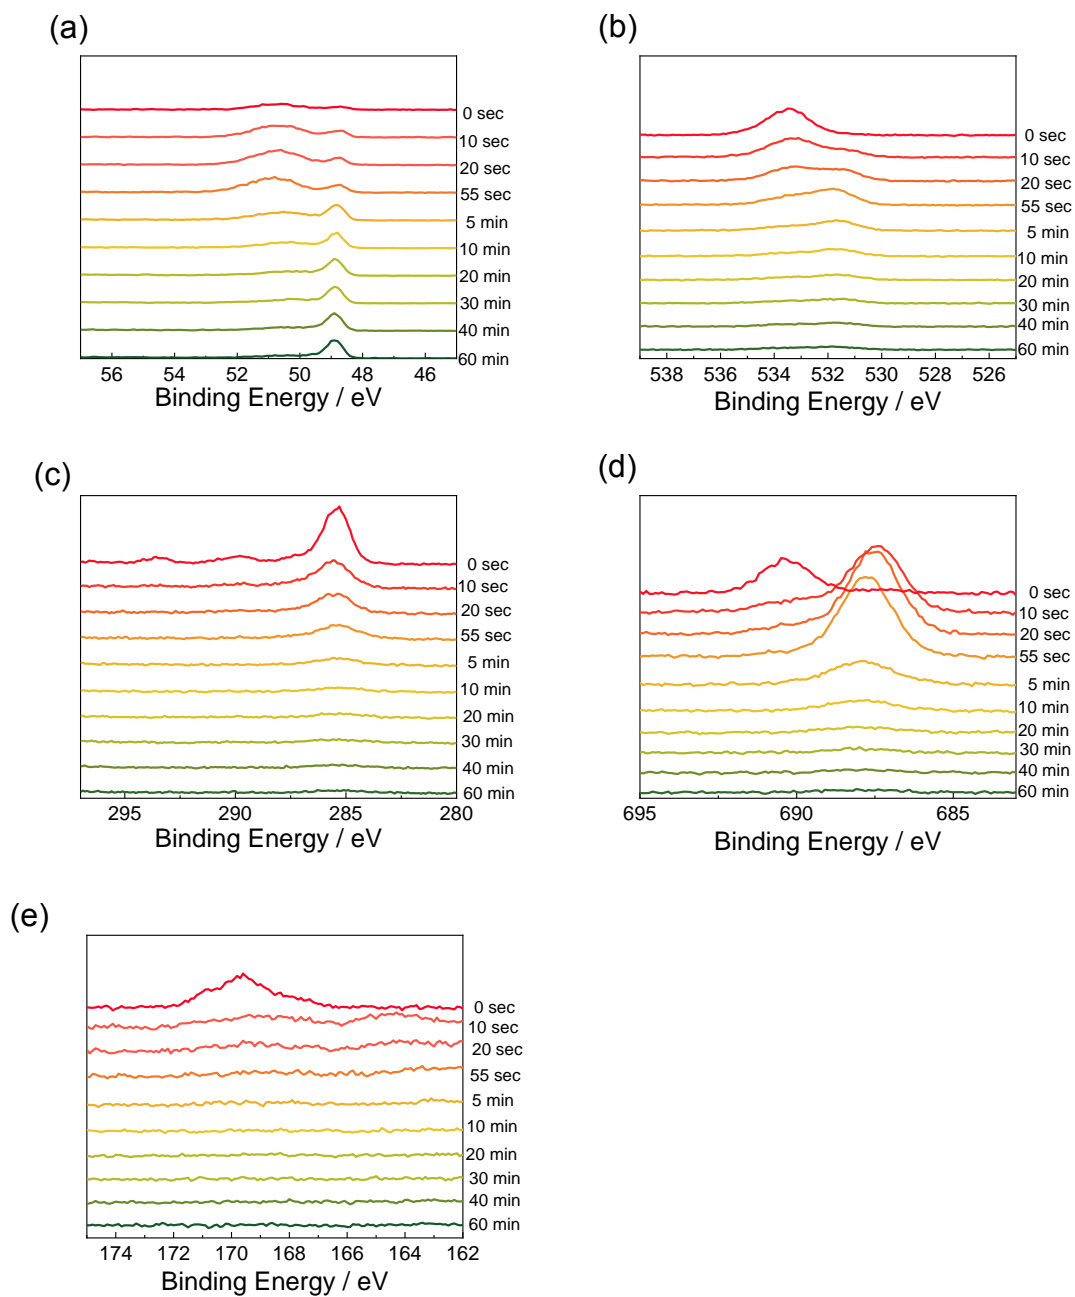 (a)
0 sec
10 sec
20 sec
55 sec
5 min
10 min
20 min
30 min
40 min
60 min
56 54 52 50 48 46
Binding Energy / eV
(b)
0 sec
10 sec
20 sec
55 sec
5 min
10 min
20 min
30 min
40 min
60 min
538 536 534 532 530 528 526
Binding Energy / eV
(c)
0 sec
10 sec
20 sec
55 sec
5 min
10 min
20 min
30 min
40 min
60 min
295 290 285 280
Binding Energy / eV
(d)
0 sec
10 sec
20 sec
55 sec
5 min
10 min
20 min
30 min
40 min
60 min
695 690 685
Binding Energy / eV
(e)
0 sec
10 sec
20 sec
55 sec
5 min
10 min
20 min
30 min
40 min
60 min
174 172 170 168 166 164 162
Binding Energy / eV